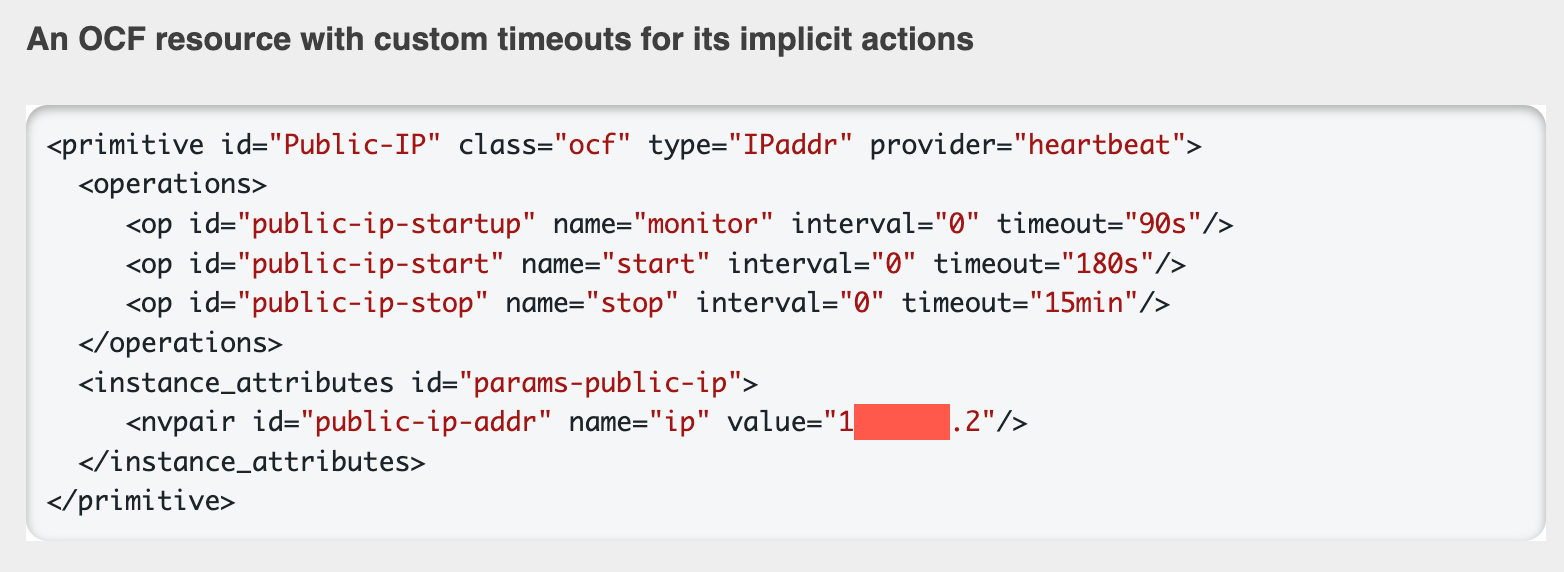 An OCF resource with custom timeouts for its implicit actions
<primitive id="Public-IP" class="ocf" type="IPaddr" provider="heartbeat">
<operations>
<op id="public-ip-startup" name="monitor" interval="0" timeout="90s"/>
<op id="public-ip-start" name="start" interval="0" timeout="180s"/>
<op id="public-ip-stop" name="stop" interval="0" timeout="15min"/>
</operations>
<instance_attributes id="params-public-ip">
<nvpair id="public-ip-addr" name="ip" value="1 .2"/>
</instance_attributes>
</primitive>